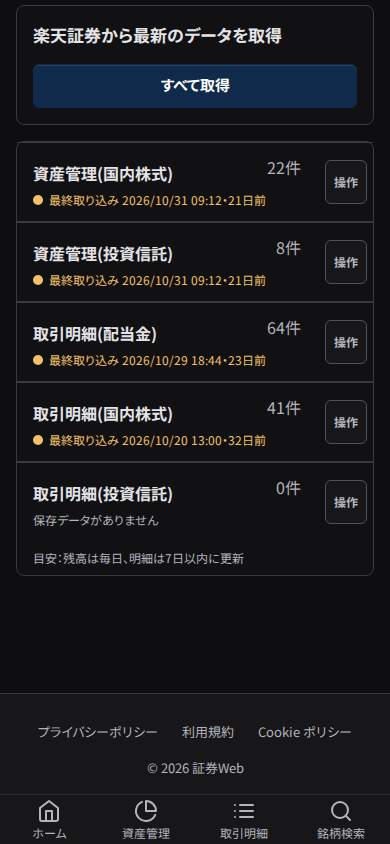 楽天証券から最新のデータを取得
すべて取得
資産管理(国内株式)
22件
操作
最終取り込み 2026/10/31 09:12・21日前
資産管理(投資信託)
8件
操作
最終取り込み 2026/10/31 09:12・21日前
取引明細(配当金)
64件
操作
最終取り込み 2026/10/29 18:44・23日前
取引明細(国内株式)
41件
操作
最終取り込み 2026/10/20 13:00・32日前
取引明細(投資信託)
0件
操作
保存データがありません
目安：残高は毎日、明細は7日以内に更新
プライバシーポリシー 利用規約 Cookie ポリシー
© 2026 証券Web
ホーム 資産管理 取引明細 銘柄検索